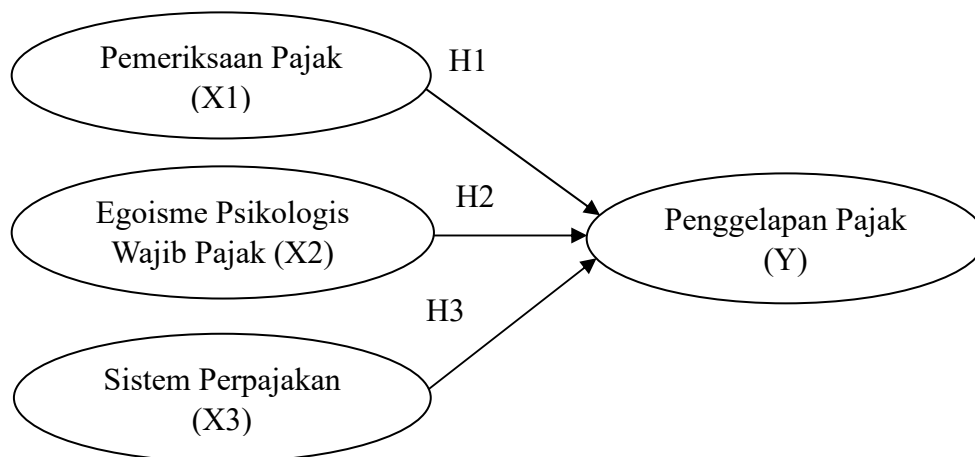 Pemeriksaan Pajak
(X1)
H1
Egoisme Psikologis
Wajib Pajak (X2)
H2
Penggelapan Pajak
(Y)
H3
Sistem Perpajakan
(X3)